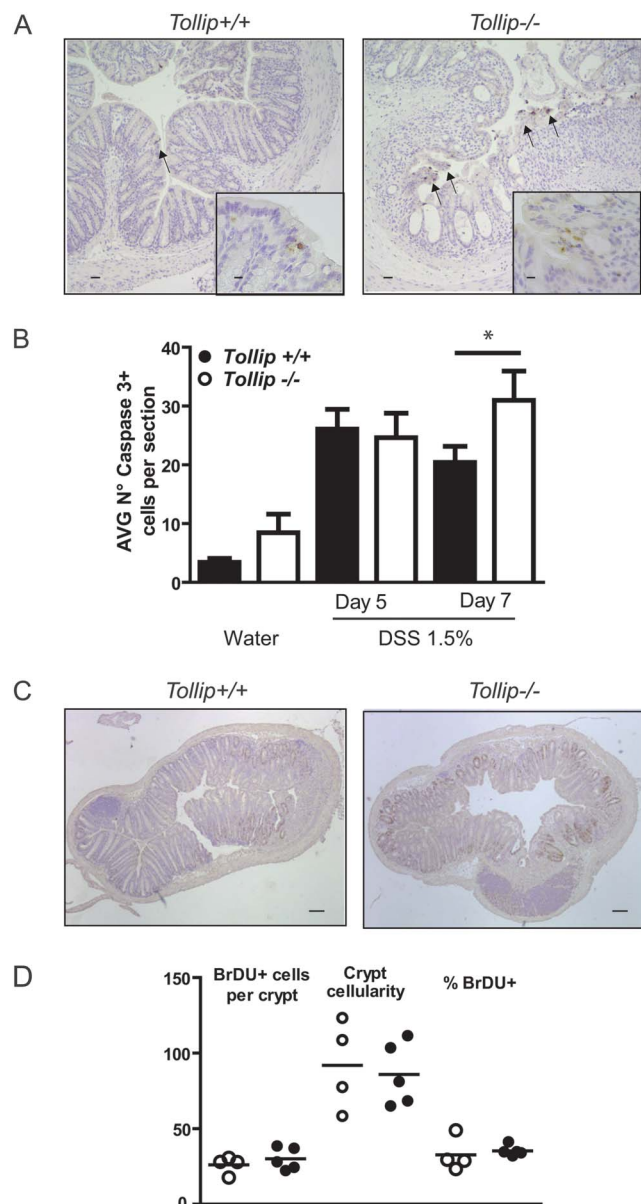 A
Tollip+/+
Tollip-/-
B
Tollip +/+
Tollip -/-
*
AVG N° Caspase 3+
cells per section
40
30
20
10
0
Day 5
Day 7
Water
DSS 1.5%
C
Tollip+/+
Tollip-/-
D
BrDU+ cells
per crypt
Crypt
cellularity
% BrDU+
150
100
50
0